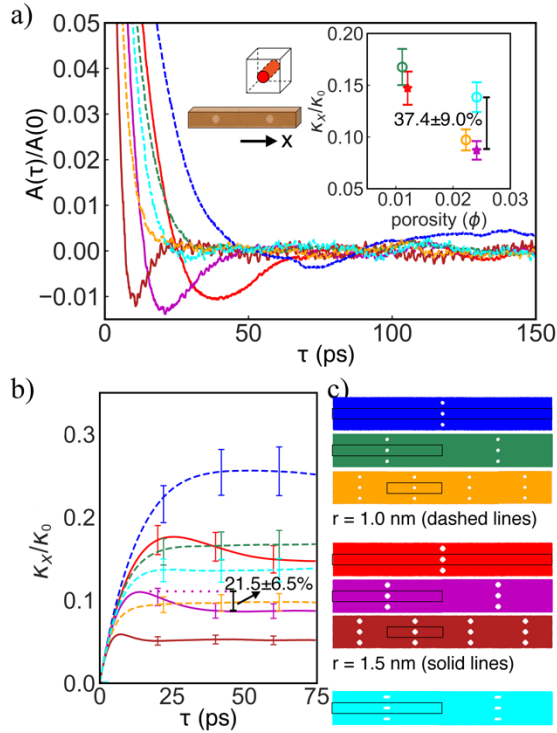 a)
0.05
0.04
0.03
0.02
0.01
0.00
−0.01
A(τ)/A(0)
0
50
100
150
τ (ps)
X
0.20
0.15
0.10
0.05
κx/κ0
37.4±9.0%
0.00
0.01
0.02
0.03
porosity (ϕ)
b)
0.3
0.2
0.1
0.0
κx/κ0
21.5±6.5%
0
25
50
75
τ (ps)
c)
r = 1.0 nm (dashed lines)
r = 1.5 nm (solid lines)